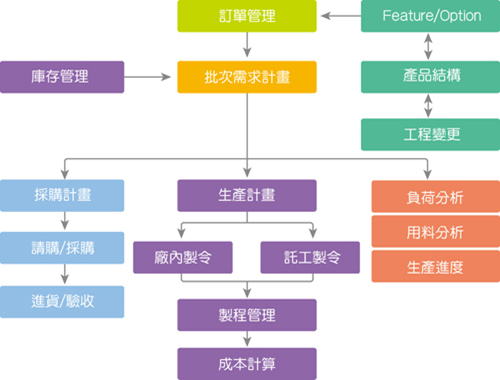 訂單管理
Feature/Option
庫存管理
批次需求計畫
產品結構
工程變更
採購計畫
生產計畫
負荷分析
請購/採購
廠內製令
託工製令
用料分析
生產進度
進貨/驗收
製程管理
成本計算